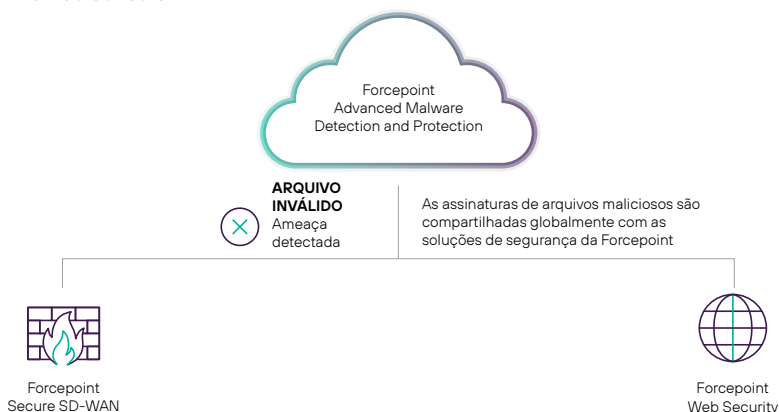 Forcepoint
Advanced Malware
Detection and Protection
ARQUIVO
INVÁLIDO
Ameaça
detectada
As assinaturas de arquivos maliciosos são
compartilhadas globalmente com as
soluções de segurança da Forcepoint
Forcepoint
Secure SD-WAN
Forcepoint
Web Security